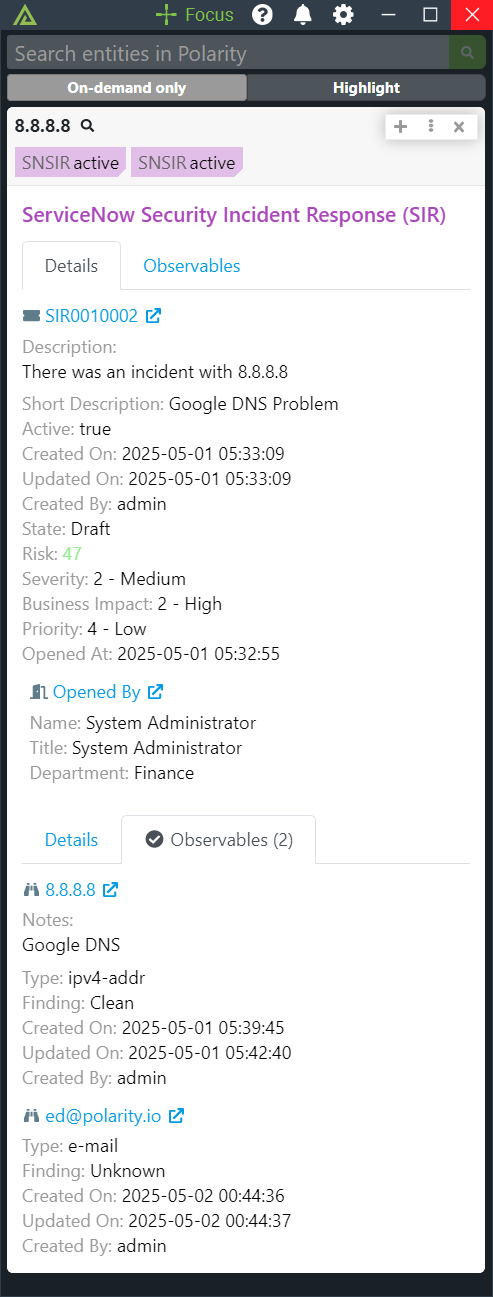 Focus
Search entities in Polarity
On-demand only Highlight
8.8.8.8
SNSIR active SNSIR active
ServiceNow Security Incident Response (SIR)
Details Observables
SIR0010002
Description:
There was an incident with 8.8.8.8
Short Description: Google DNS Problem
Active: true
Created On: 2025-05-01 05:33:09
Updated On: 2025-05-01 05:33:09
Created By: admin
State: Draft
Risk: 47
Severity: 2 - Medium
Business Impact: 2 - High
Priority: 4 - Low
Opened At: 2025-05-01 05:32:55
Opened By
Name: System Administrator
Title: System Administrator
Department: Finance
Details Observables (2)
8.8.8.8
Notes:
Google DNS
Type: ipv4-addr
Finding: Clean
Created On: 2025-05-01 05:39:45
Updated On: 2025-05-01 05:42:40
Created By: admin
ed@polarity.io
Type: e-mail
Finding: Unknown
Created On: 2025-05-02 00:44:36
Updated On: 2025-05-02 00:44:37
Created By: admin